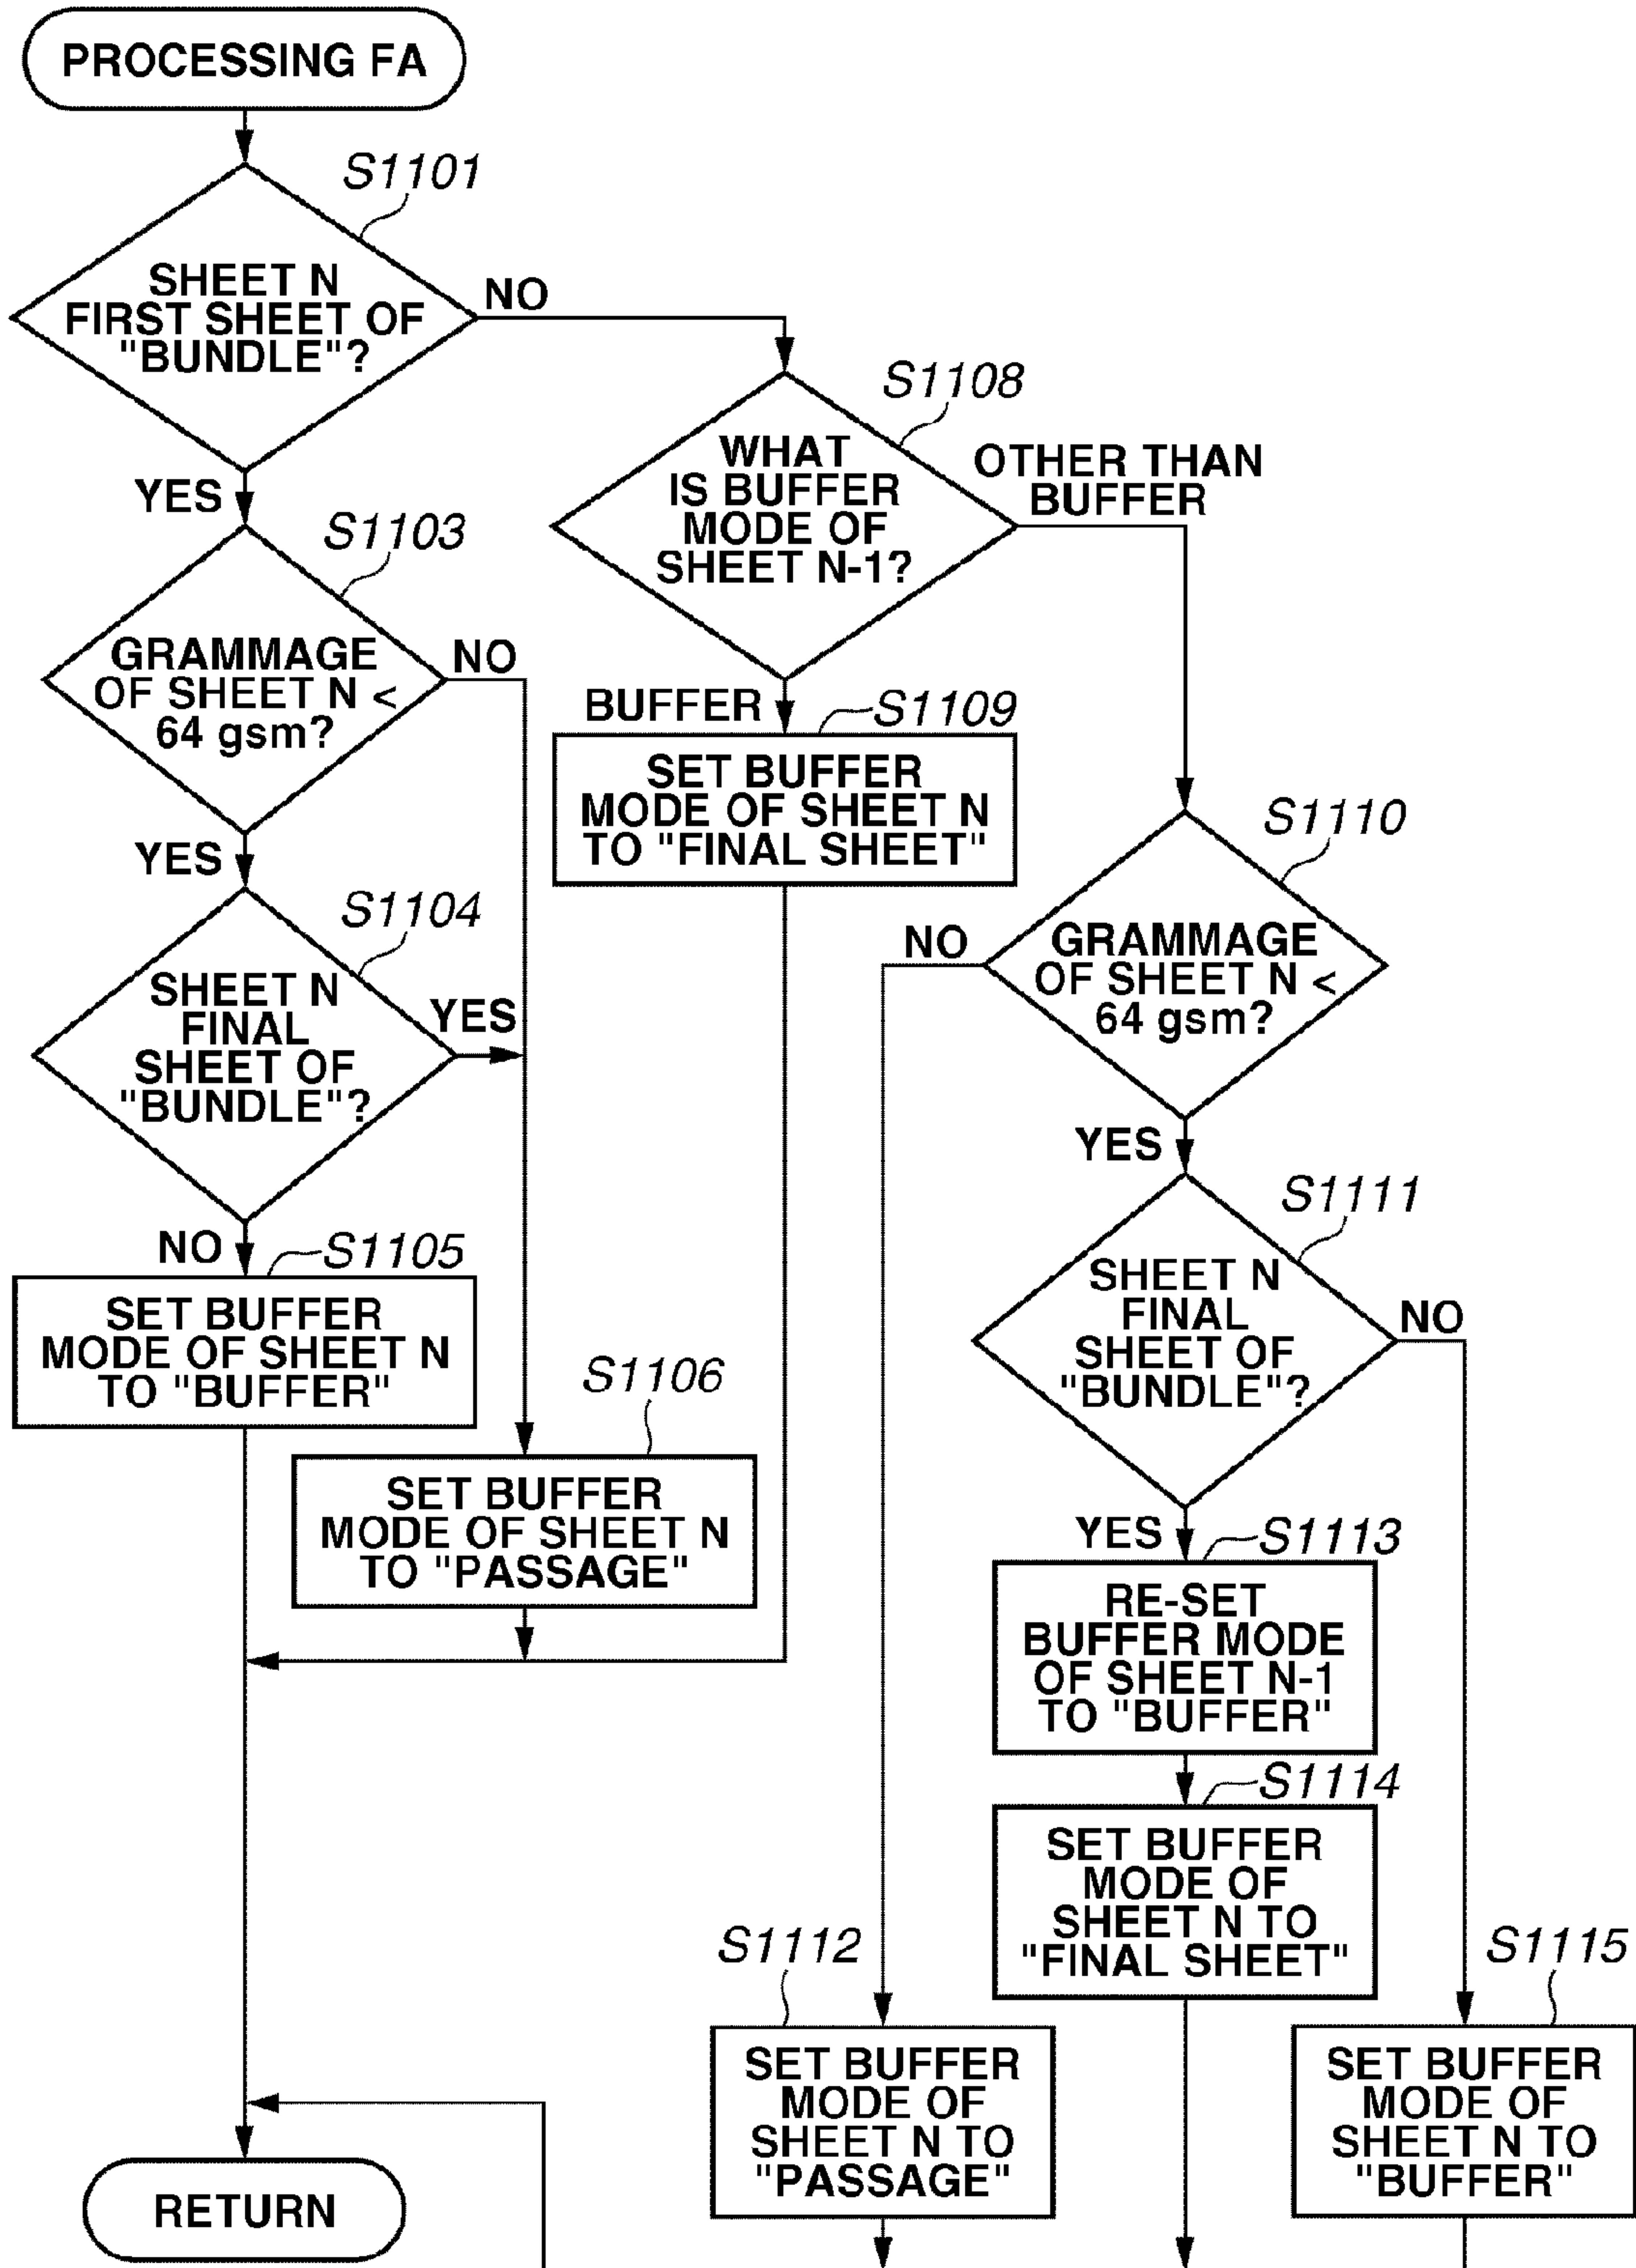 PROCESSING FA
S1101
SHEET N
FIRST SHEET OF
"BUNDLE"?
NO
YES
S1108
WHAT
IS BUFFER
MODE OF
SHEET N-1?
OTHER THAN
BUFFER
S1103
GRAMMAGE
OF SHEET N <
64 gsm?
NO
YES
BUFFER
S1109
SET BUFFER
MODE OF SHEET N
TO "FINAL SHEET"
S1110
GRAMMAGE
OF SHEET N <
64 gsm?
NO
YES
S1104
SHEET N
FINAL
SHEET OF
"BUNDLE"?
YES
NO
S1105
SET BUFFER
MODE OF SHEET N
TO "BUFFER"
S1106
SET BUFFER
MODE OF SHEET N
TO "PASSAGE"
S1111
SHEET N
FINAL
SHEET OF
"BUNDLE"?
NO
YES
S1113
RE-SET
BUFFER MODE
OF SHEET N-1
TO "BUFFER"
S1114
SET BUFFER
MODE OF
SHEET N TO
"FINAL SHEET"
S1112
SET BUFFER
MODE OF
SHEET N TO
"PASSAGE"
S1115
SET BUFFER
MODE OF
SHEET N TO
"BUFFER"
RETURN